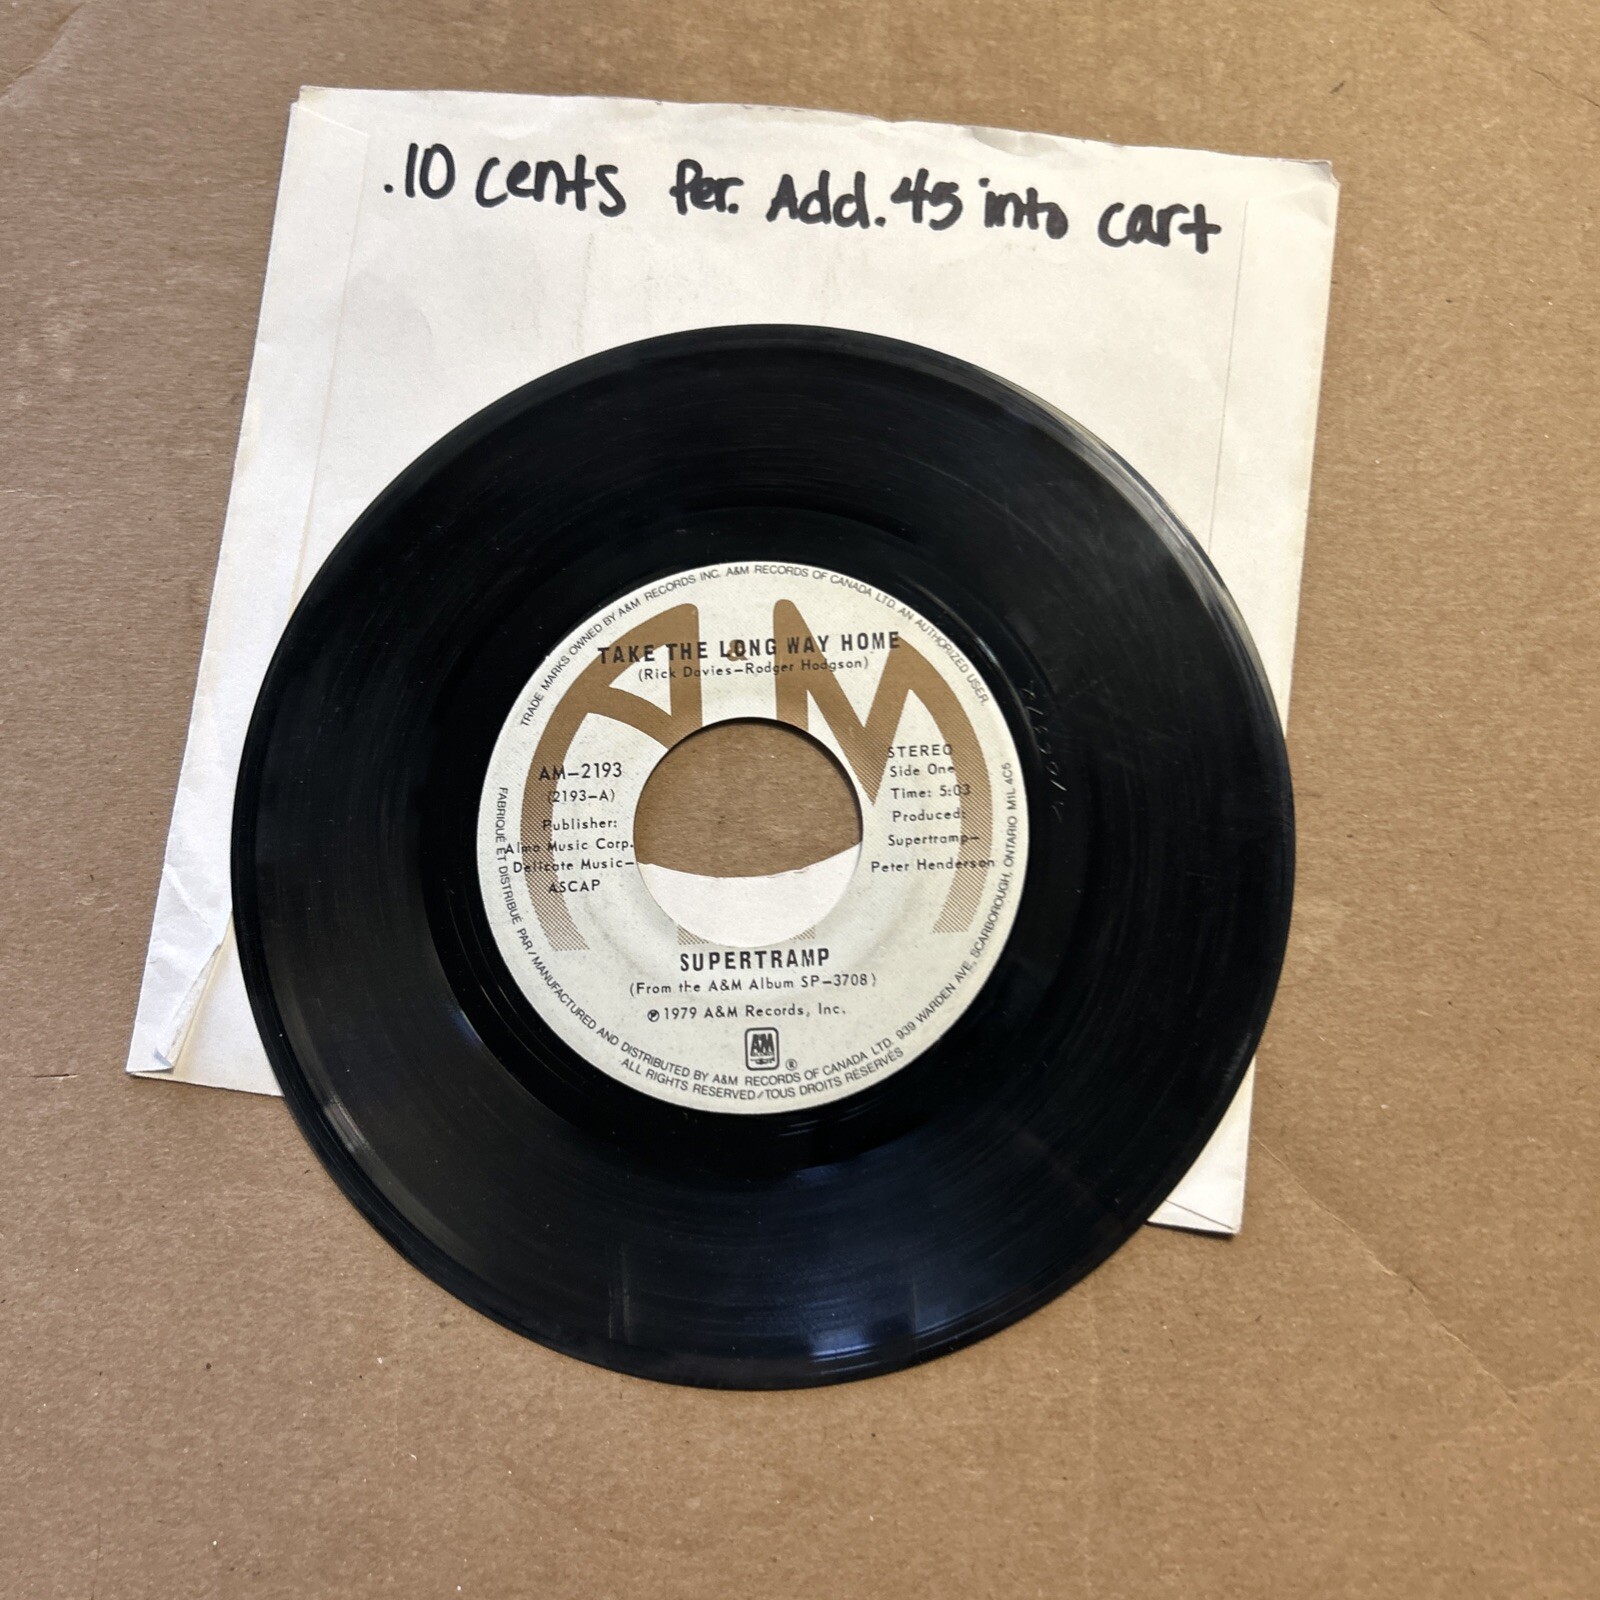 .10 cents per. Add. 45 into cart
TRADE MARKS OWNED BY A&M RECORDS INC. A&M RECORDS OF CANADA LTD. AN AUTHORIZED USER.
TAKE THE LONG WAY HOME
(Rick Davies–Rodger Hodgson)
AM–2193
(2193–A)
Publisher:
Almo Music Corp.
Delicate Music–
ASCAP
STEREO
Side One
Time: 5:03
Produced:
Supertramp–
Peter Henderson
SUPERTRAMP
(From the A&M Album SP–3708)
℗ 1979 A&M Records, Inc.
A&M
®
FABRIQUÉ ET DISTRIBUÉ PAR / MANUFACTURED AND DISTRIBUTED BY A&M RECORDS OF CANADA LTD. 939 WARDEN AVE, SCARBOROUGH, ONTARIO MIL 4C5
ALL RIGHTS RESERVED/TOUS DROITS RÉSERVÉS